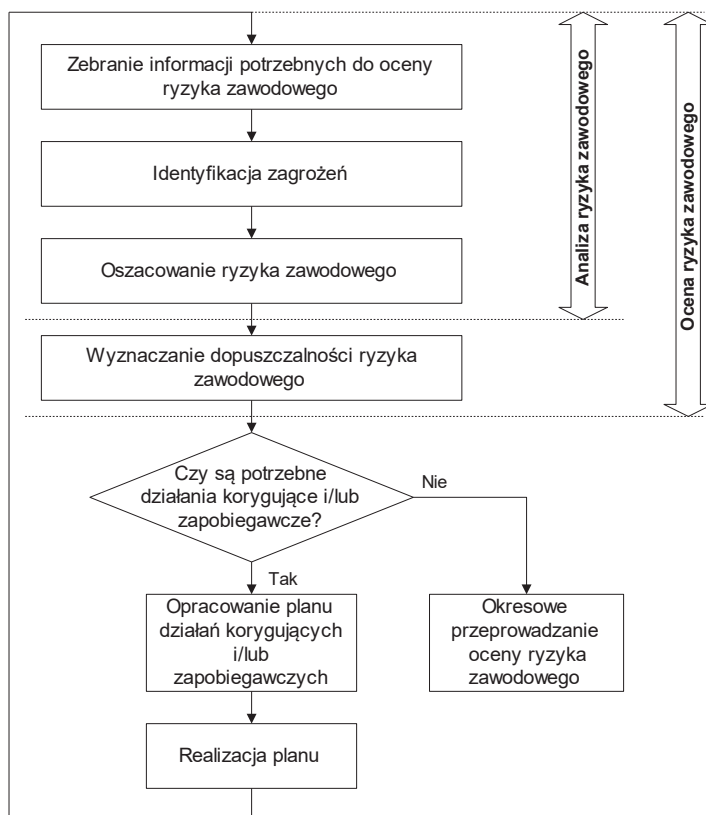 Zebranie informacji potrzebnych do oceny
ryzyka zawodowego
Identyfikacja zagrożeń
Oszacowanie ryzyka zawodowego
Analiza ryzyka zawodowego
Ocena ryzyka zawodowego
Wyznaczanie dopuszczalności ryzyka
zawodowego
Czy są potrzebne
działania korygujące i/lub
zapobiegawcze?
Nie
Tak
Opracowanie planu
działań korygujących
i/lub
zapobiegawczych
Okresowe
przeprowadzanie
oceny ryzyka
zawodowego
Realizacja planu